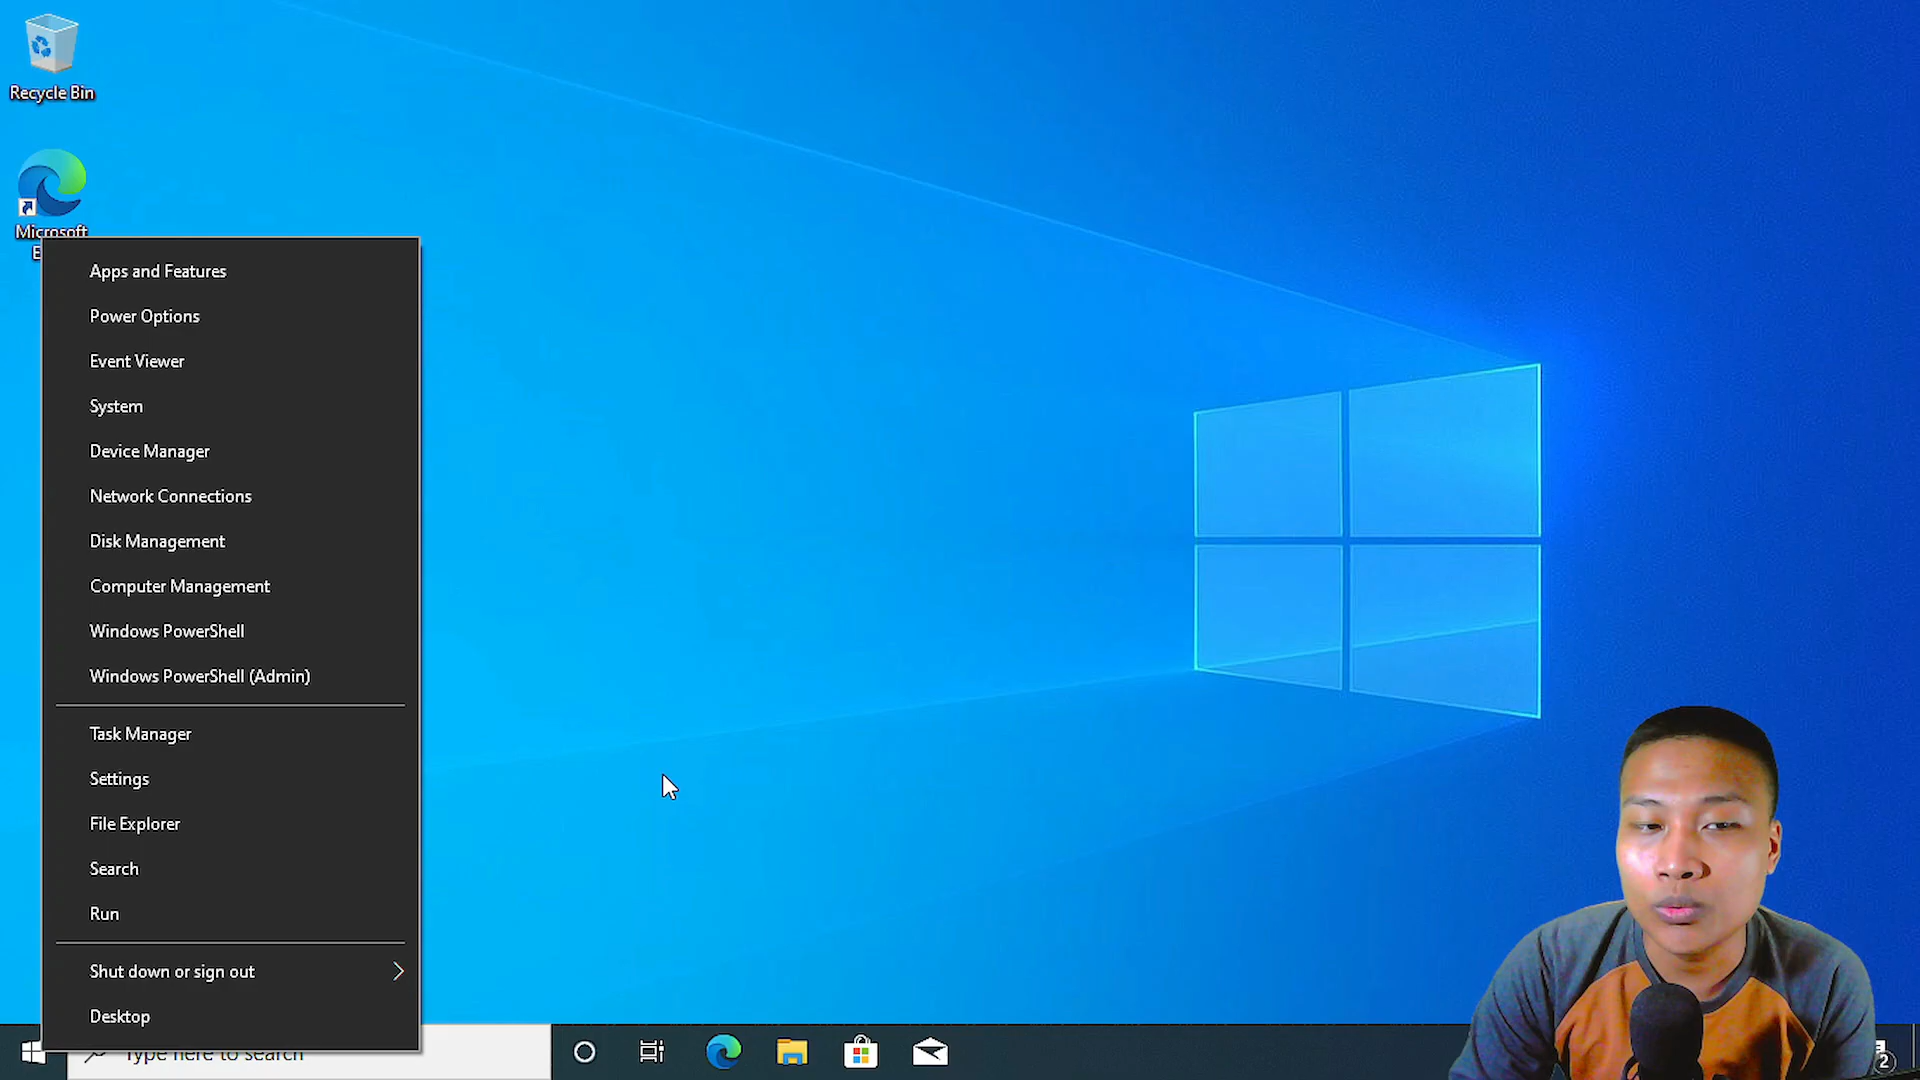 Recycle Bin
Microsoft
E
Apps and Features
Power Options
Event Viewer
System
Device Manager
Network Connections
Disk Management
Computer Management
Windows PowerShell
Windows PowerShell (Admin)
Task Manager
Settings
File Explorer
Search
Run
Shut down or sign out
Desktop
Type here to search
2